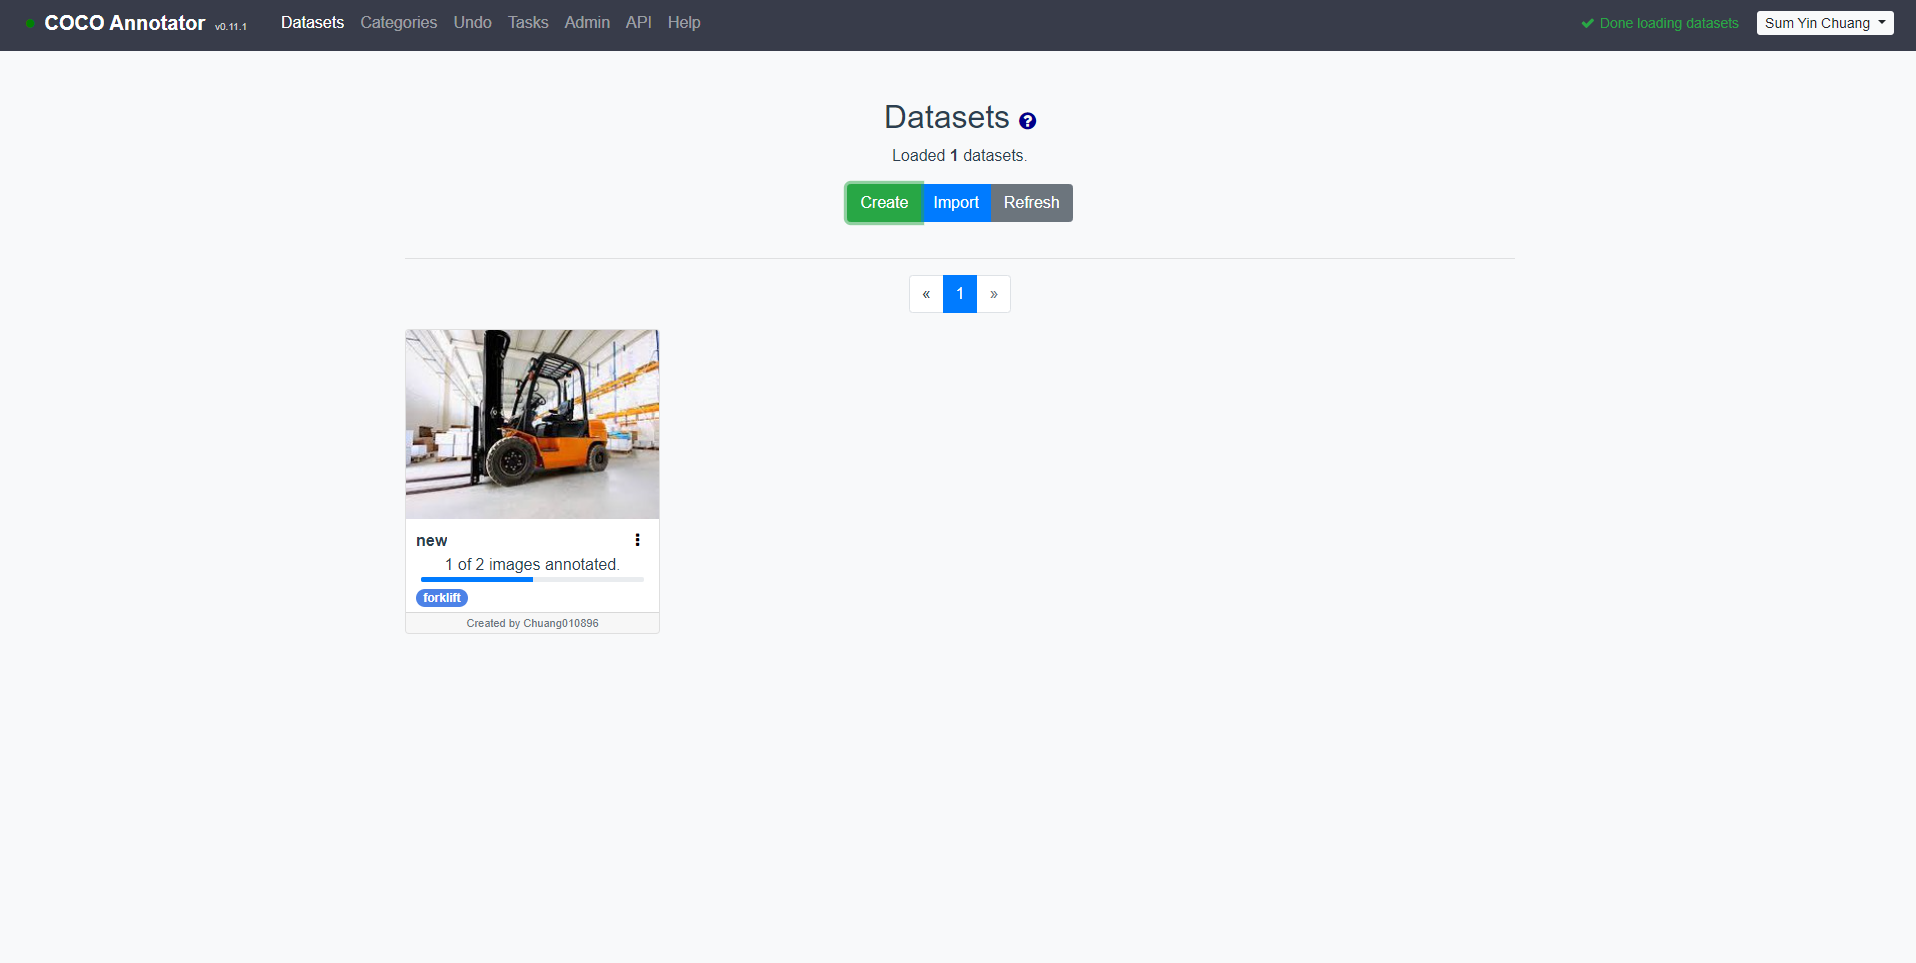 COCO Annotator v0.11.1 Datasets Categories Undo Tasks Admin API Help Done loading datasets Sum Yin Chuang
Datasets
Loaded 1 datasets.
Create Import Refresh
« 1 »
new
1 of 2 images annotated.
forklift
Created by Chuang010896